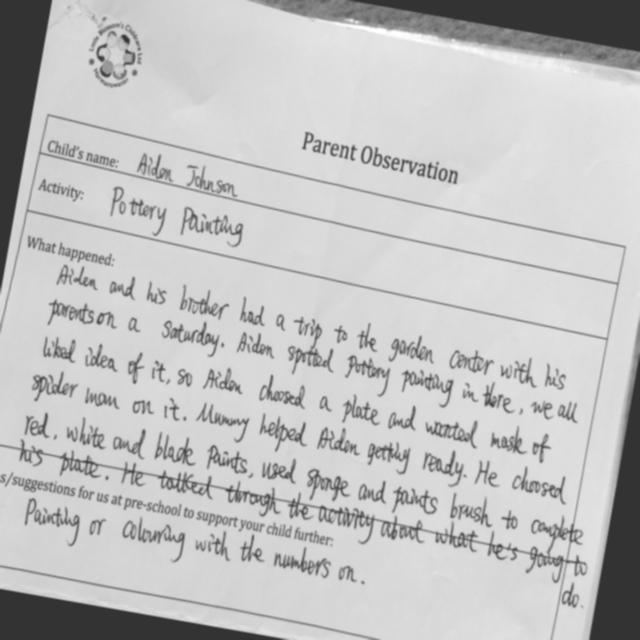 Parent Observation
Child's name: Aiden Johnson
Activity: Pottery Painting
What happened:
Aiden and his brother had a trip to the garden center with his
parents on a Saturday. Aiden spotted pottery painting in there, we all
liked idea of it, so Aiden choosed a plate and wanted mask of
spider man on it. Mummy helped Aiden getting ready. He choosed
red, white and black paints, used sponge and paints brush to complete
his plate. He talked through the activity about what he's going to
do.
s/suggestions for us at pre-school to support your child further:
Painting or colouring with the numbers on.